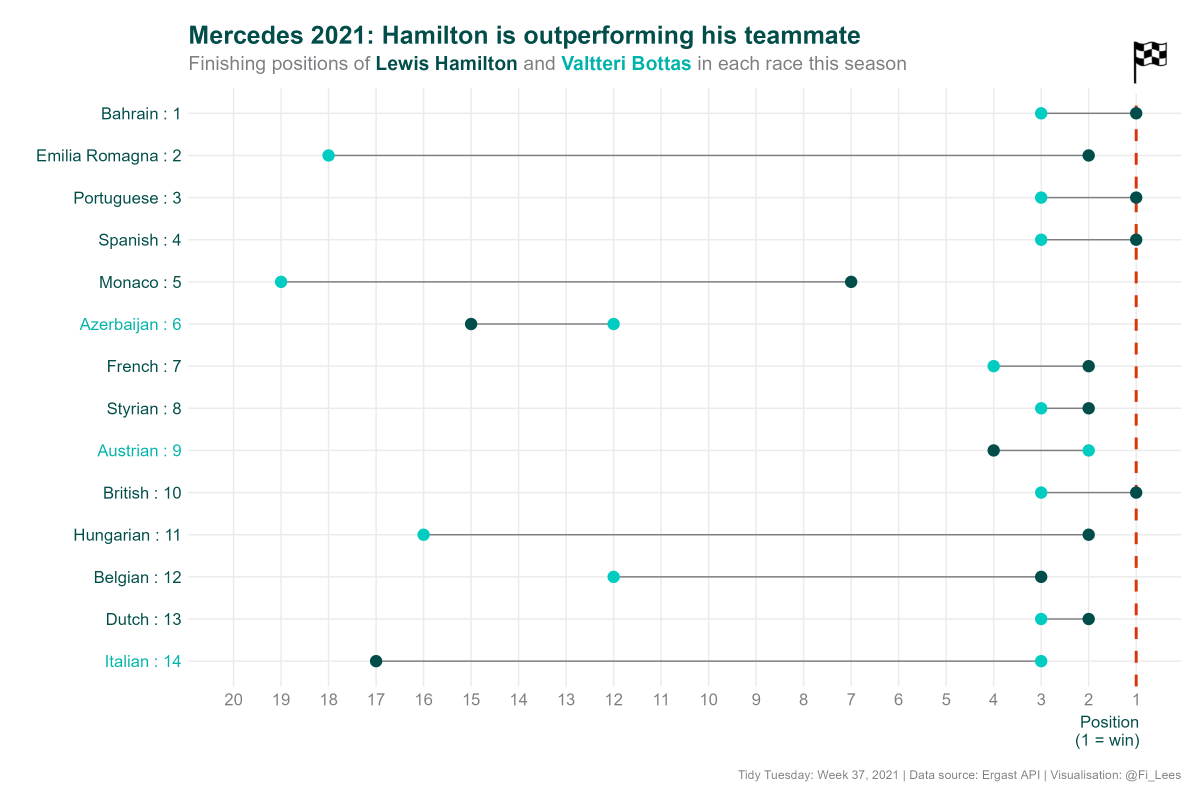 Mercedes 2021: Hamilton is outperforming his teammate
Finishing positions of Lewis Hamilton and Valtteri Bottas in each race this season
Bahrain : 1
Emilia Romagna : 2
Portuguese : 3
Spanish : 4
Monaco : 5
Azerbaijan : 6
French : 7
Styrian : 8
Austrian : 9
British : 10
Hungarian : 11
Belgian : 12
Dutch : 13
Italian : 14
20 19 18 17 16 15 14 13 12 11 10 9 8 7 6 5 4 3 2 1
Position
(1 = win)
Tidy Tuesday: Week 37, 2021 | Data source: Ergast API | Visualisation: @Fi_Lees